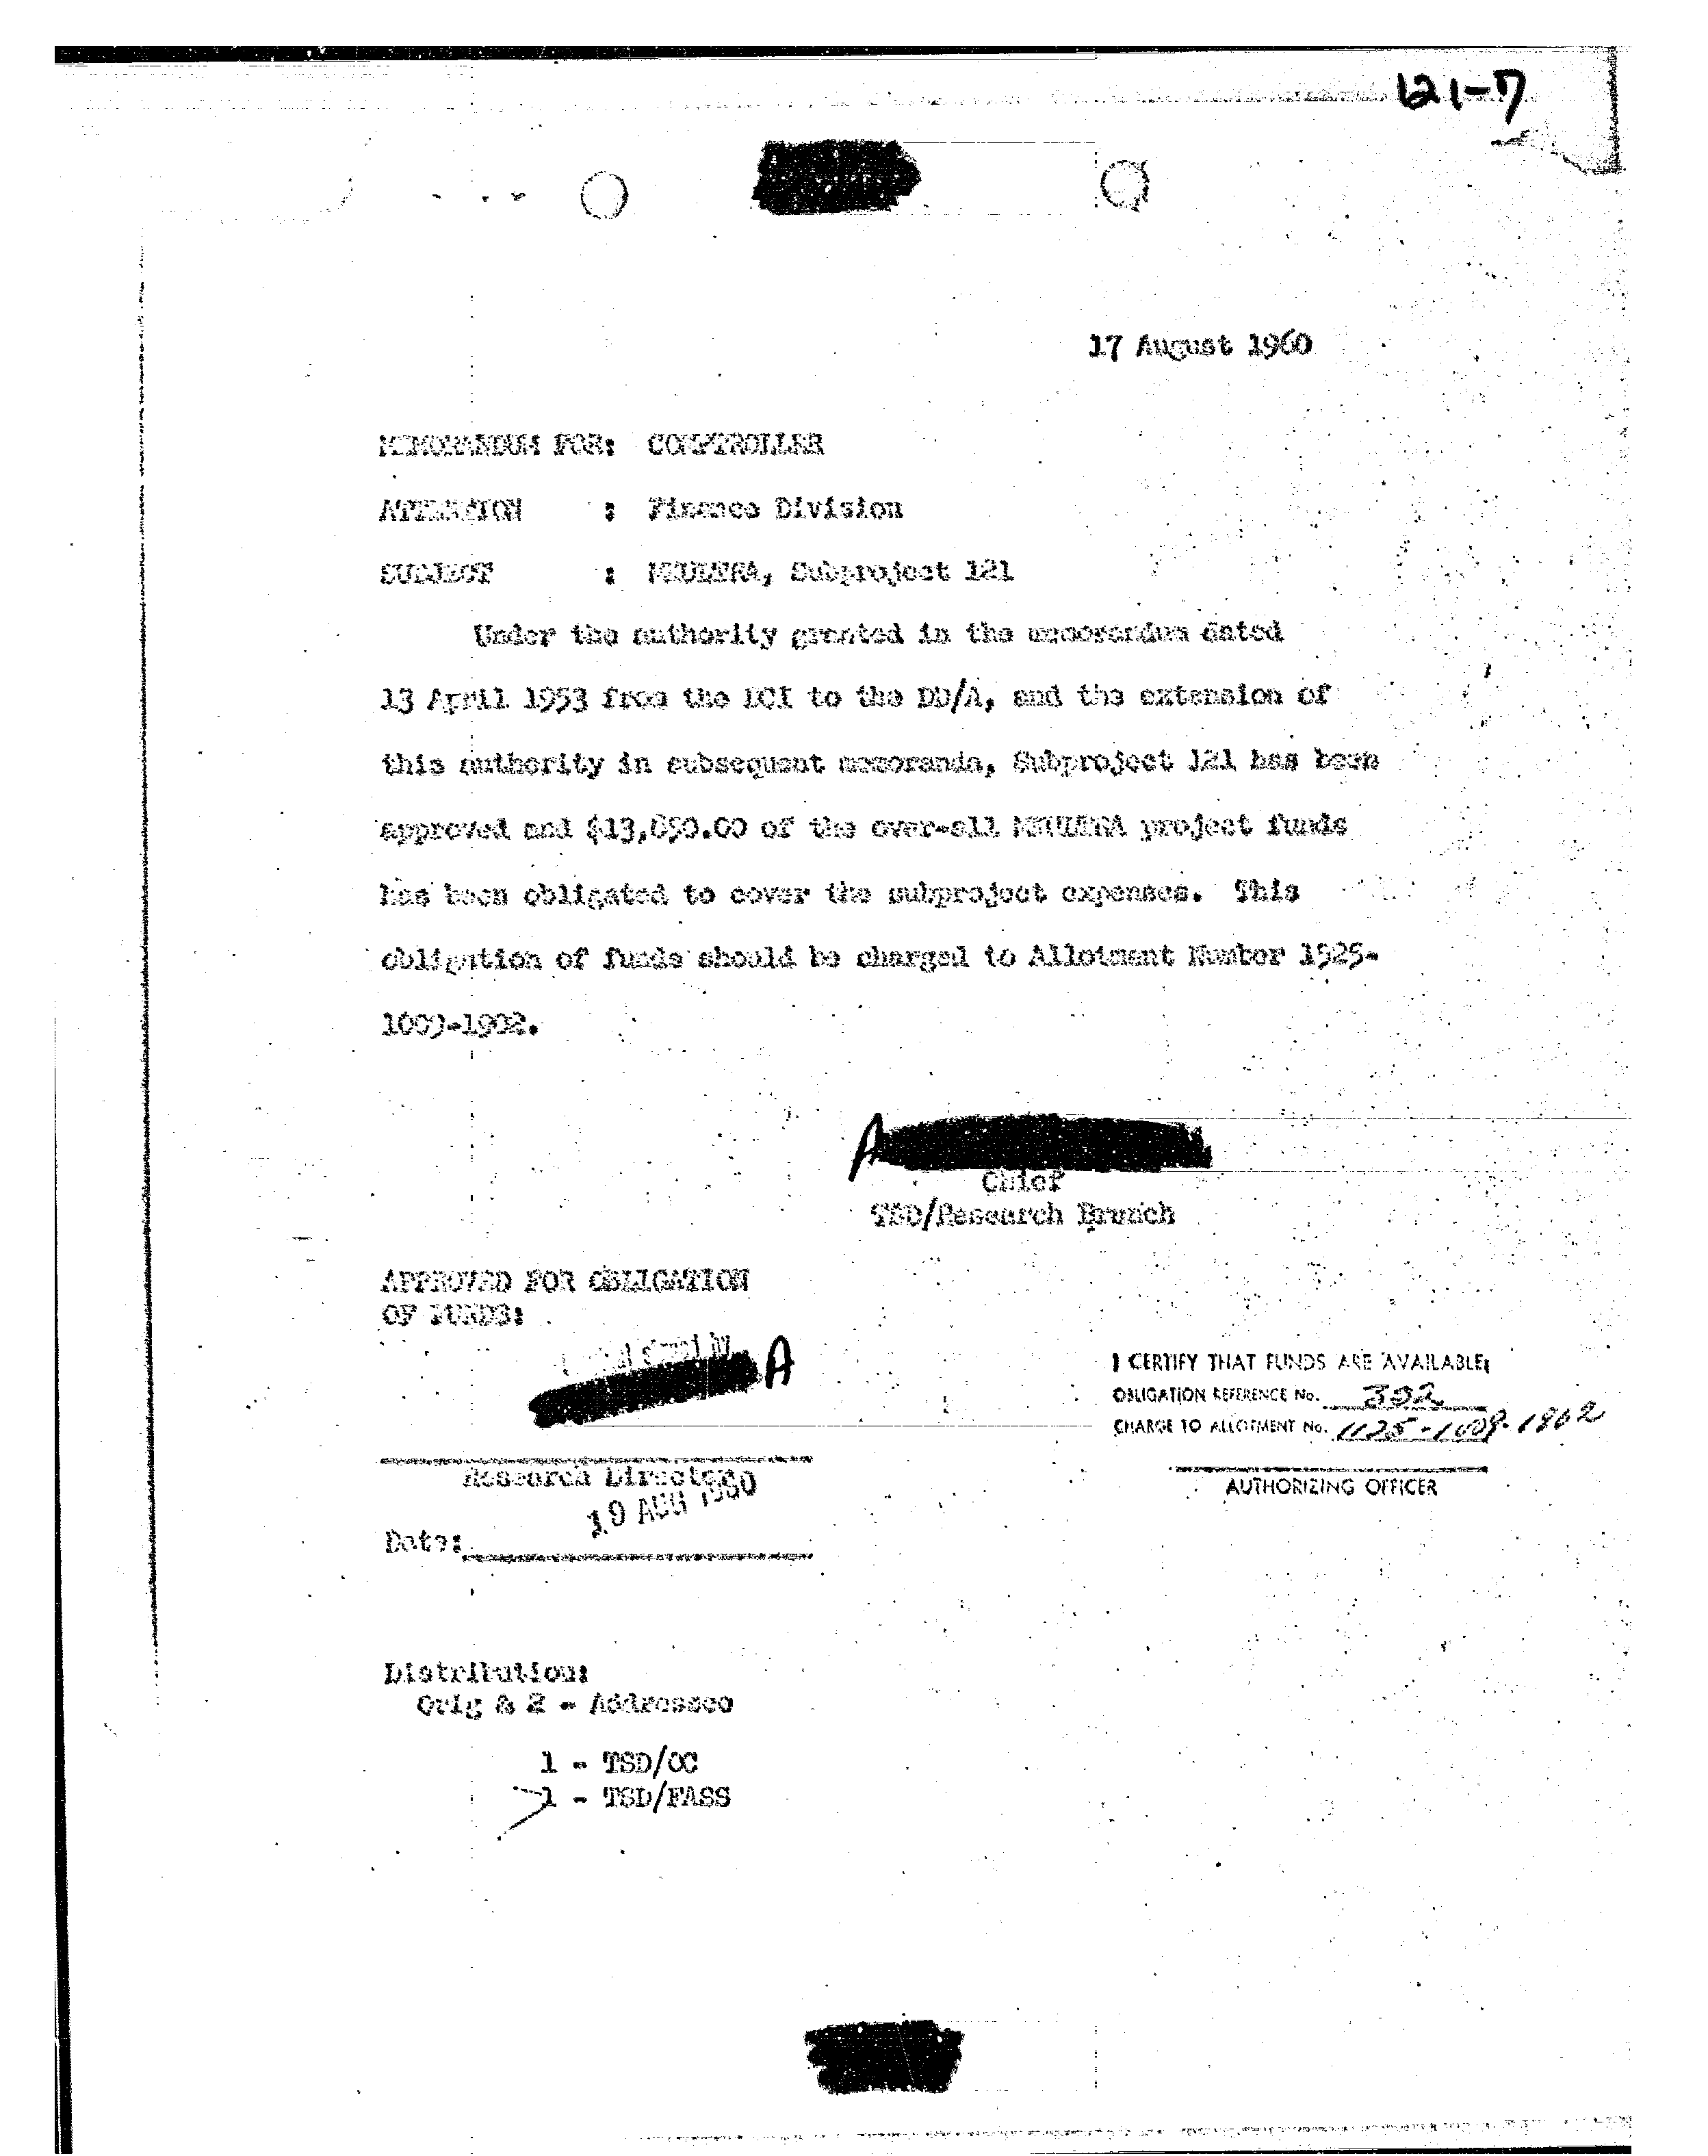 121-7
17 August 1960
MEMORANDUM FOR: COMPTROLLER
ATTENTION : Finance Division
SUBJECT : MKULTRA, Subproject 121
Under the authority granted in the memorandum dated
13 April 1953 from the DCI to the DD/A, and the extension of
this authority in subsequent memoranda, Subproject 121 has been
approved and $13,850.00 of the over-all MKULTRA project funds
has been obligated to cover the subproject expenses. This
obligation of funds should be charged to Allotment Number 1525-
1009-1902.
A
Chief
TSD/Research Branch
APPROVED FOR OBLIGATION
OF FUNDS:
signed by
A
I CERTIFY THAT FUNDS ARE AVAILABLE:
OBLIGATION REFERENCE No. 302
CHARGE TO ALLOTMENT No. 1125-1009-1902
Research Director
AUTHORIZING OFFICER
19 AUG 1960
Date:
Distribution:
Orig & 2 - Addressee
1 - TSD/OC
1 - TSD/FASS